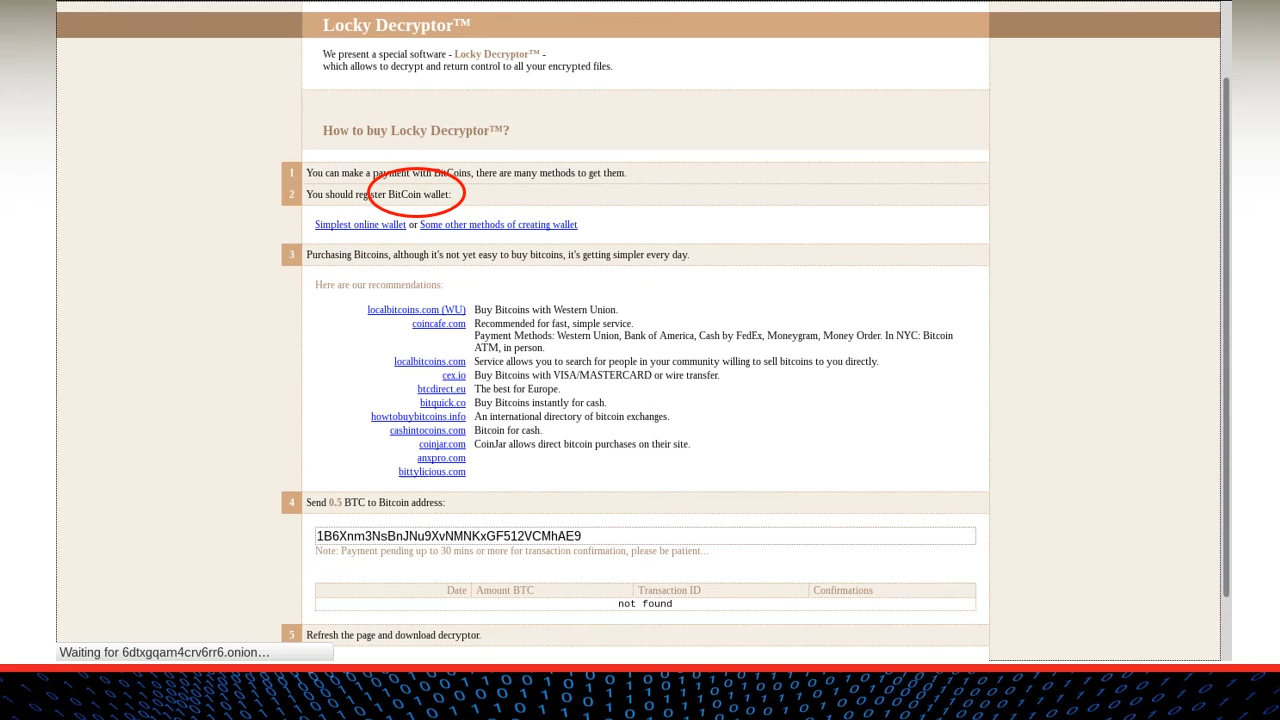 Locky Decryptor™
We present a special software - Locky Decryptor™ -
which allows to decrypt and return control to all your encrypted files.
How to buy Locky Decryptor™?
1 You can make a payment with BitCoins, there are many methods to get them.
2 You should register BitCoin wallet:
Simplest online wallet or Some other methods of creating wallet
3 Purchasing Bitcoins, although it's not yet easy to buy bitcoins, it's getting simpler every day.
Here are our recommendations:
localbitcoins.com (WU) Buy Bitcoins with Western Union.
coincafe.com Recommended for fast, simple service.
Payment Methods: Western Union, Bank of America, Cash by FedEx, Moneygram, Money Order. In NYC: Bitcoin
ATM, in person.
localbitcoins.com Service allows you to search for people in your community willing to sell bitcoins to you directly.
cex.io Buy Bitcoins with VISA/MASTERCARD or wire transfer.
btcdirect.eu The best for Europe.
bitquick.co Buy Bitcoins instantly for cash.
howtobuybitcoins.info An international directory of bitcoin exchanges.
cashintocoins.com Bitcoin for cash.
coinjar.com CoinJar allows direct bitcoin purchases on their site.
anxpro.com
bittylicious.com
4 Send 0.5 BTC to Bitcoin address:
1B6Xnm3NsBnJNu9XvNMNKxGF512VCMhAE9
Note: Payment pending up to 30 mins or more for transaction confirmation, please be patient...
Date Amount BTC Transaction ID Confirmations
not found
5 Refresh the page and download decryptor.
Waiting for 6dtxgqam4crv6rr6.onion…